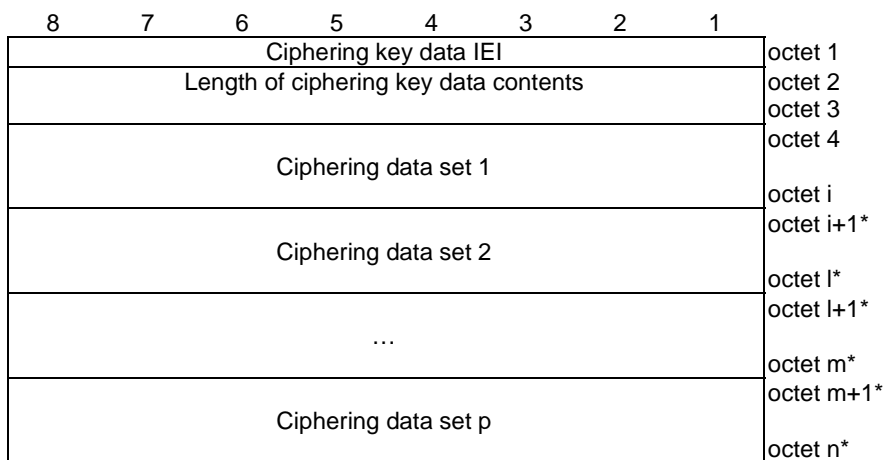 8 7 6 5 4 3 2 1
Ciphering key data IEI octet 1
Length of ciphering key data contents octet 2
octet 3
octet 4
Ciphering data set 1
octet i
octet i+1*
Ciphering data set 2
octet l*
octet l+1*
…
octet m*
octet m+1*
Ciphering data set p
octet n*